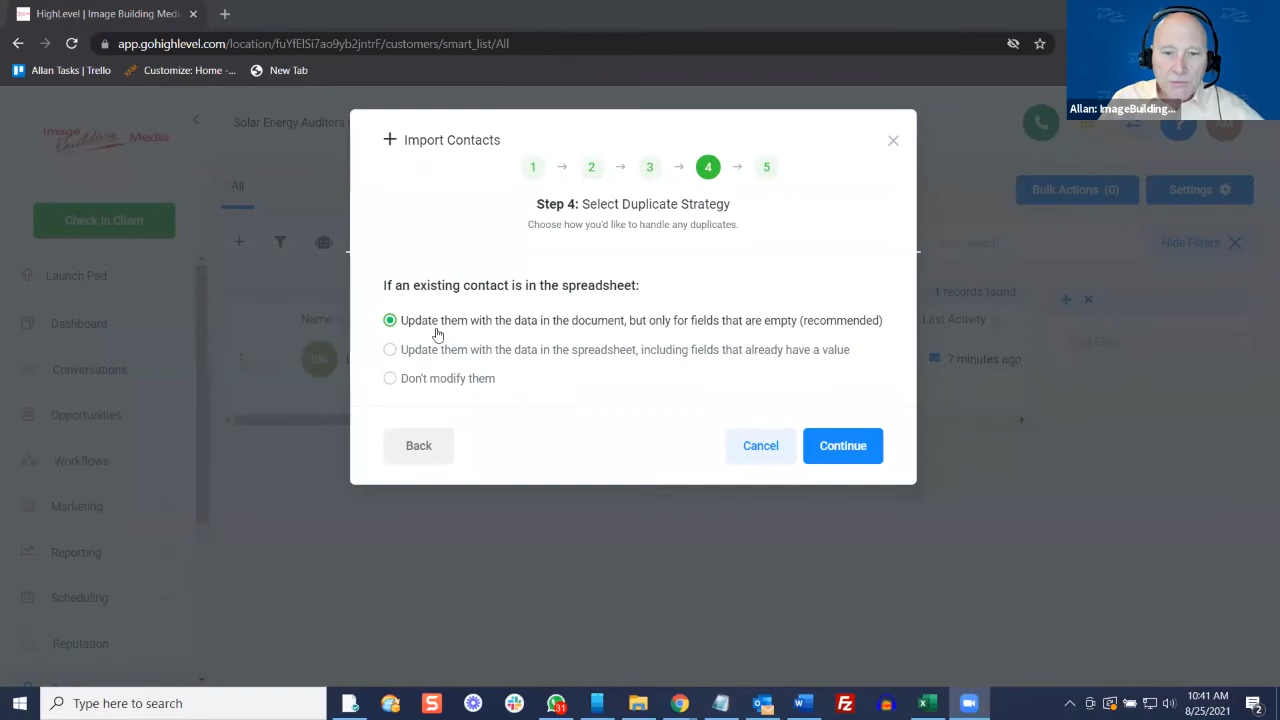 HighLevel | Image Building Medi
app.gohighlevel.com/location/fuYfElSi7ao9yb2jntrF/customers/smart_list/All
Allan Tasks | Trello
Customize: Home -...
New Tab
Allan: ImageBuilding...
Image Building Media
Solar Energy Auditors
Import Contacts
1 → 2 → 3 → 4 → 5
All
Bulk Actions (0)
Settings
Step 4: Select Duplicate Strategy
Choose how you'd like to handle any duplicates.
Check in Client
Hide Filters
Launch Pad
If an existing contact is in the spreadsheet:
1 records found
Name
Update them with the data in the document, but only for fields that are empty (recommended)
Last Activity
Dashboard
Update them with the data in the spreadsheet, including fields that already have a value
7 minutes ago
Conversations
Don't modify them
Opportunities
Back
Cancel
Continue
Workflows
Marketing
Reporting
Scheduling
Reputation
Type here to search
31
10:41 AM
8/25/2021
2